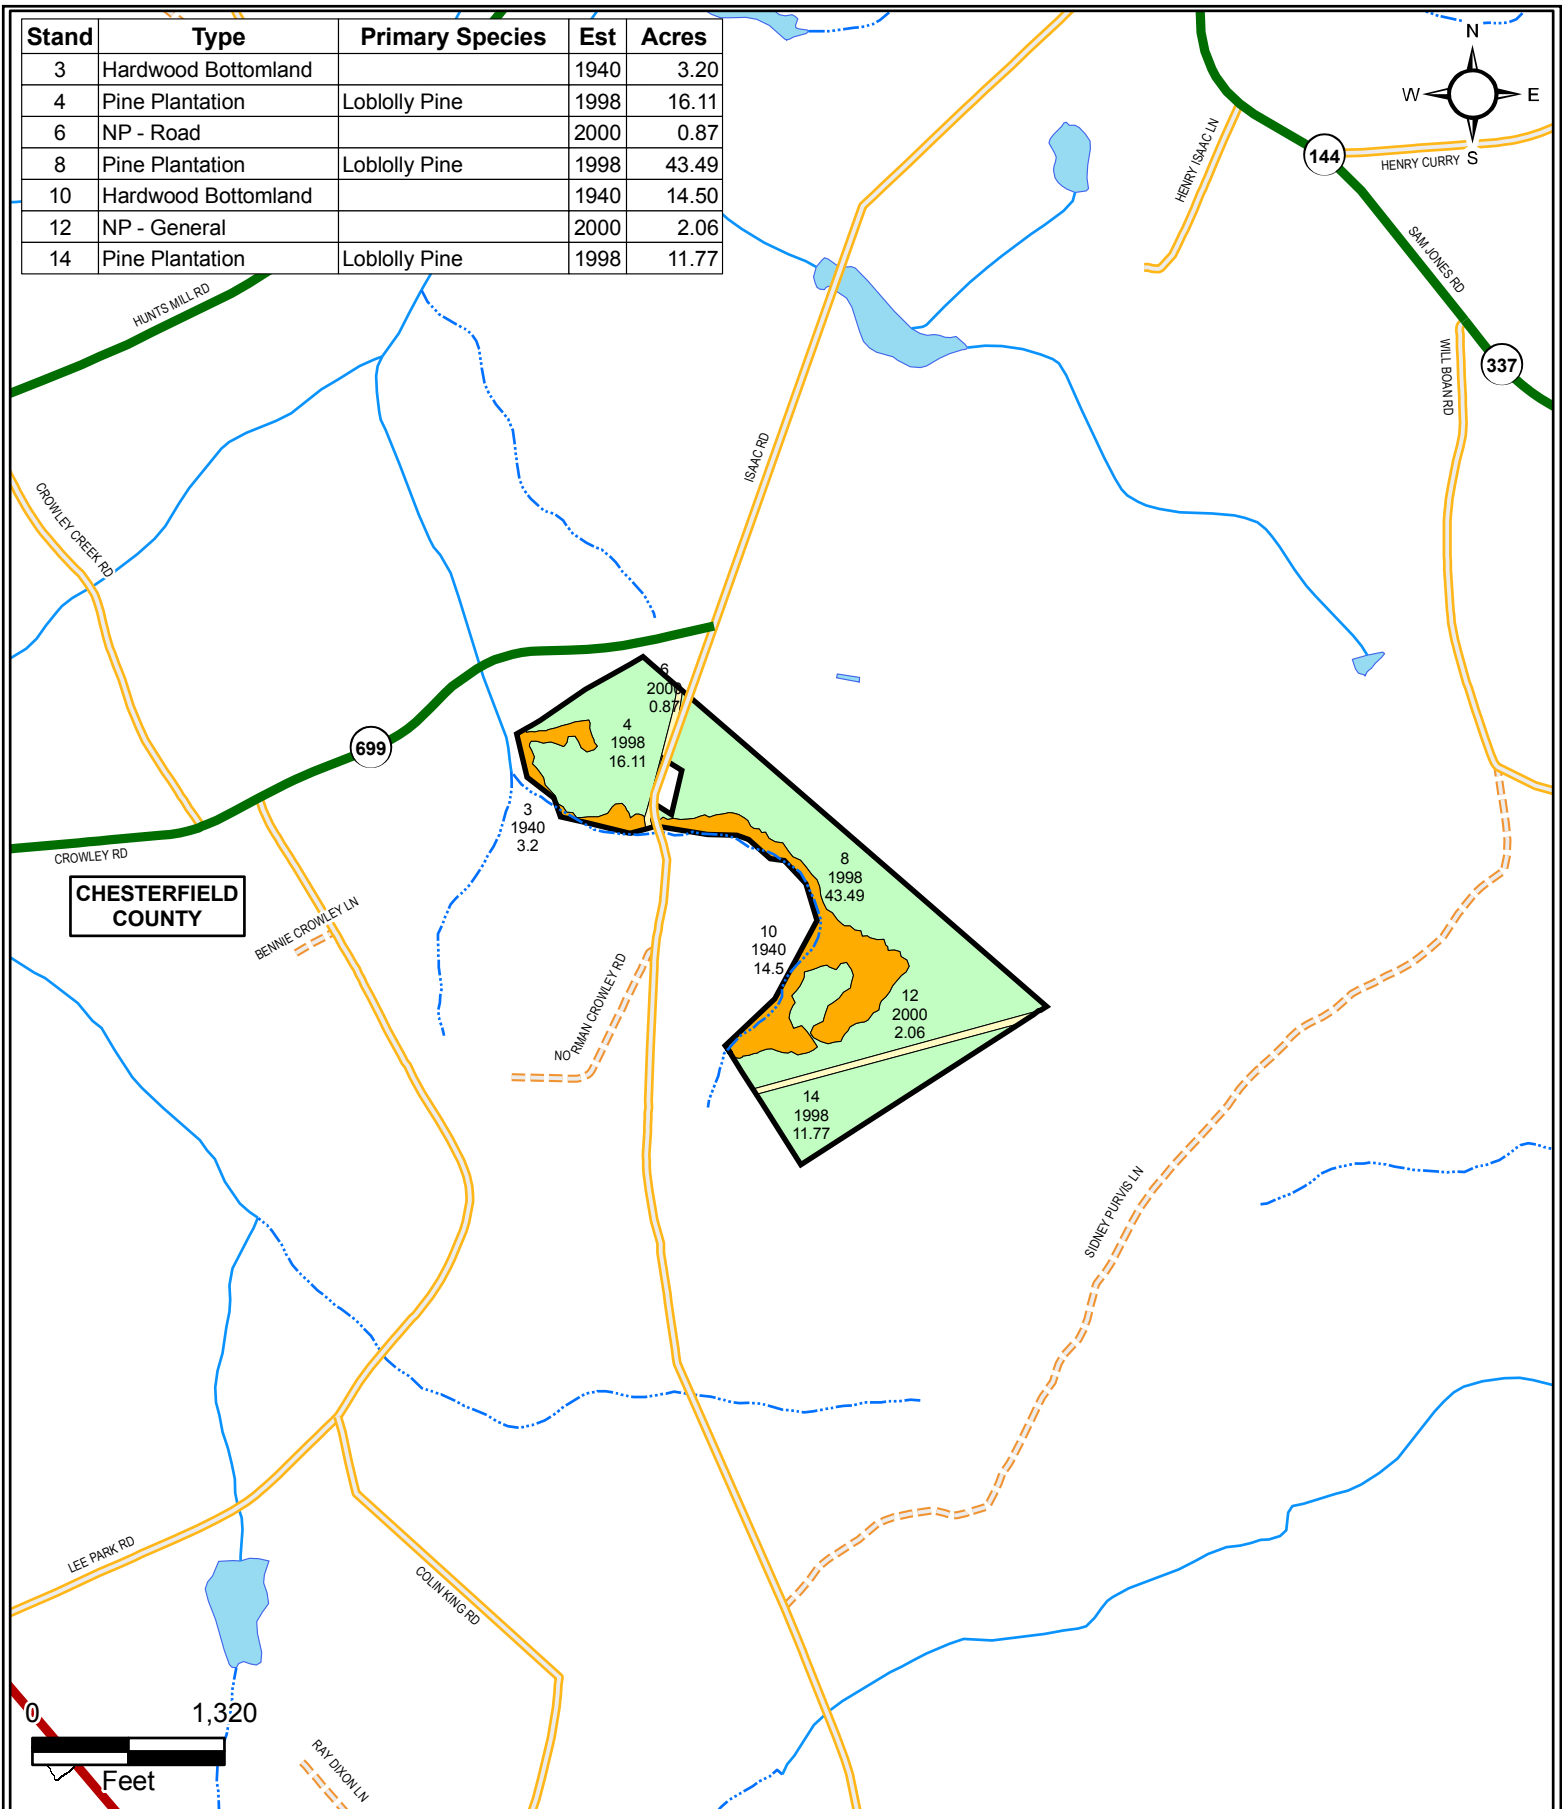 Stand Type Primary Species Est Acres
3 Hardwood Bottomland 1940 3.20
4 Pine Plantation Loblolly Pine 1998 16.11
6 NP - Road 2000 0.87
8 Pine Plantation Loblolly Pine 1998 43.49
10 Hardwood Bottomland 1940 14.50
12 NP - General 2000 2.06
14 Pine Plantation Loblolly Pine 1998 11.77
N
W E
S
144
HENRY CURRY
HENRY ISAAC LN
SAM JONES RD
337
WILL BOAN RD
HUNTS MILL RD
ISAAC RD
CROWLEY CREEK RD
6
2000
0.87
4
1998
16.11
699
3
1940
3.2
CROWLEY RD
8
1998
43.49
CHESTERFIELD
COUNTY
BENNIE CROWLEY LN
10
1940
14.5
NORMAN CROWLEY RD
12
2000
2.06
14
1998
11.77
SIDNEY PURVIS LN
LEE PARK RD
COLIN KING RD
0 1,320
Feet
RAY DIXON LN